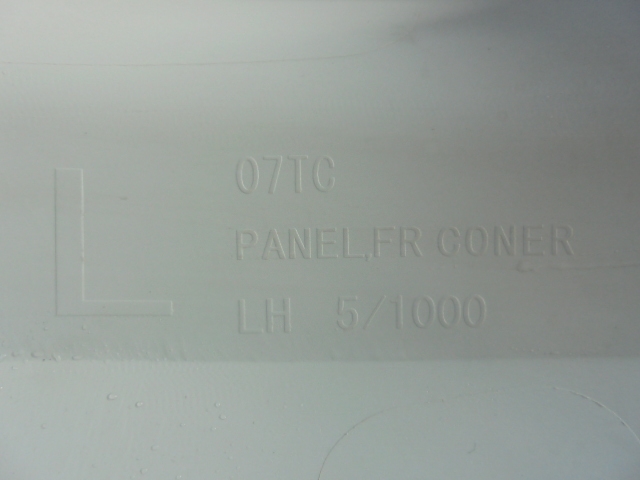 07TC
L
PANEL,FR CONER
LH 5/1000